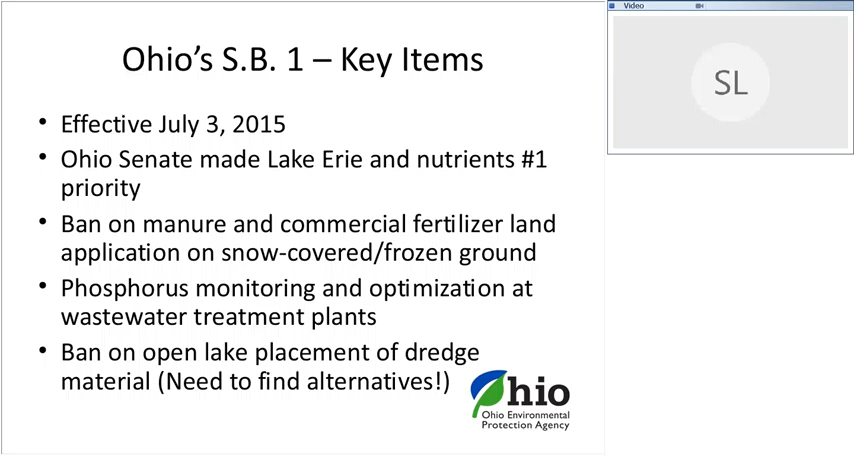 Ohio’s S.B. 1 – Key Items
• Effective July 3, 2015
• Ohio Senate made Lake Erie and nutrients #1
priority
• Ban on manure and commercial fertilizer land
application on snow-covered/frozen ground
• Phosphorus monitoring and optimization at
wastewater treatment plants
• Ban on open lake placement of dredge
material (Need to find alternatives!)
Ohio
Ohio Environmental
Protection Agency
Video
SL